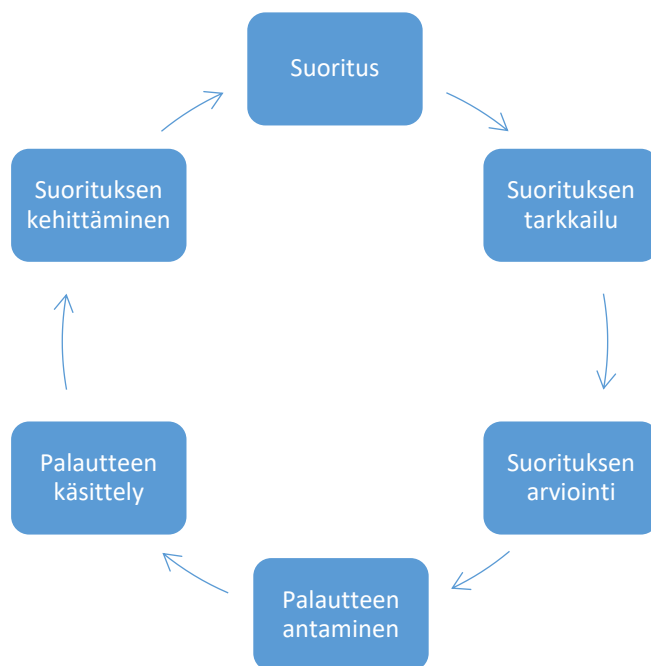 Suoritus
Suorituksen
tarkkailu
Suorituksen
arviointi
Palautteen
antaminen
Palautteen
käsittely
Suorituksen
kehittäminen